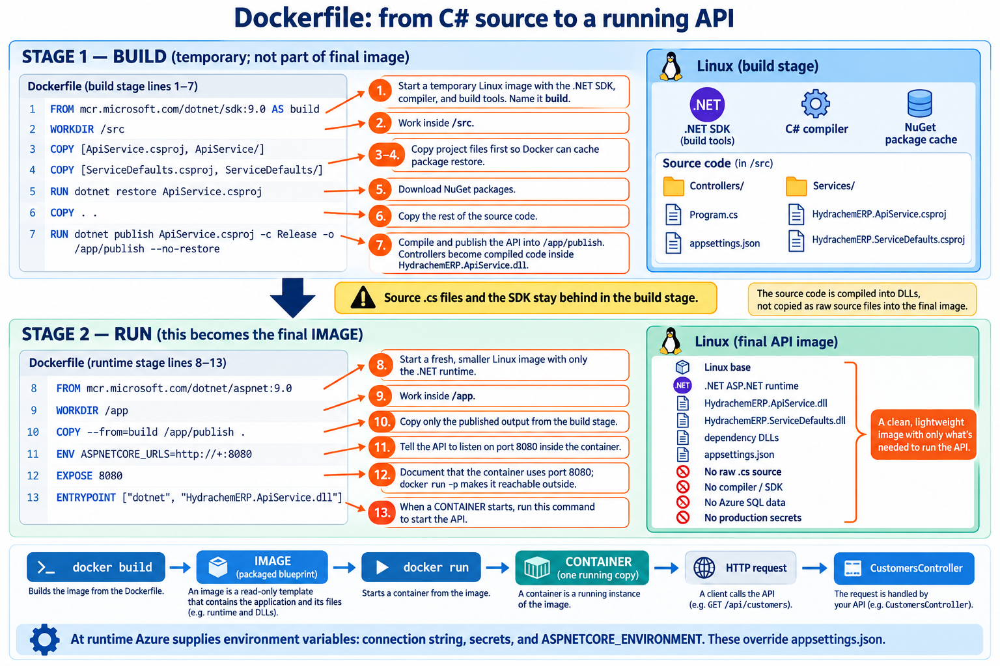 Dockerfile: from C# source to a running API
STAGE 1 — BUILD (temporary; not part of final image)
Dockerfile (build stage lines 1–7)
1 FROM mcr.microsoft.com/dotnet/sdk:9.0 AS build
2 WORKDIR /src
3 COPY [ApiService.csproj, ApiService/]
4 COPY [ServiceDefaults.csproj, ServiceDefaults/]
5 RUN dotnet restore ApiService.csproj
6 COPY . .
7 RUN dotnet publish ApiService.csproj -c Release -o
/app/publish --no-restore
1. Start a temporary Linux image with the .NET SDK,
compiler, and build tools. Name it build.
2. Work inside /src.
3–4. Copy project files first so Docker can cache
package restore.
5. Download NuGet packages.
6. Copy the rest of the source code.
7. Compile and publish the API into /app/publish.
Controllers become compiled code inside
HydrachemERP.ApiService.dll.
Linux (build stage)
.NET
.NET SDK
(build tools)
C# compiler
NuGet
package cache
Source code (in /src)
Controllers/
Services/
Program.cs
HydrachemERP.ApiService.csproj
appsettings.json
HydrachemERP.ServiceDefaults.csproj
Source .cs files and the SDK stay behind in the build stage.
The source code is compiled into DLLs,
not copied as raw source files into the final image.
STAGE 2 — RUN (this becomes the final IMAGE)
Dockerfile (runtime stage lines 8–13)
8 FROM mcr.microsoft.com/dotnet/aspnet:9.0
9 WORKDIR /app
10 COPY --from=build /app/publish .
11 ENV ASPNETCORE_URLS=http://+:8080
12 EXPOSE 8080
13 ENTRYPOINT ["dotnet", "HydrachemERP.ApiService.dll"]
8. Start a fresh, smaller Linux image with only
the .NET runtime.
9. Work inside /app.
10. Copy only the published output from the build stage.
11. Tell the API to listen on port 8080 inside the container.
12. Document that the container uses port 8080;
docker run -p makes it reachable outside.
13. When a CONTAINER starts, run this command
to start the API.
Linux (final API image)
Linux base
.NET
.NET ASP.NET runtime
HydrachemERP.ApiService.dll
HydrachemERP.ServiceDefaults.dll
dependency DLLs
appsettings.json
No raw .cs source
No compiler / SDK
No Azure SQL data
No production secrets
A clean, lightweight
image with only what's
needed to run the API.
docker build
Builds the image from the Dockerfile.
IMAGE
(packaged blueprint)
An image is a read-only template
that contains the application and its files
(e.g. runtime and DLLs).
docker run
Starts a container from the image.
CONTAINER
(one running copy)
A container is a running instance
of the image.
HTTP request
A client calls the API
(e.g. GET /api/customers).
CustomersController
The request is handled by
your API (e.g. CustomersController).
At runtime Azure supplies environment variables: connection string, secrets, and ASPNETCORE_ENVIRONMENT. These override appsettings.json.